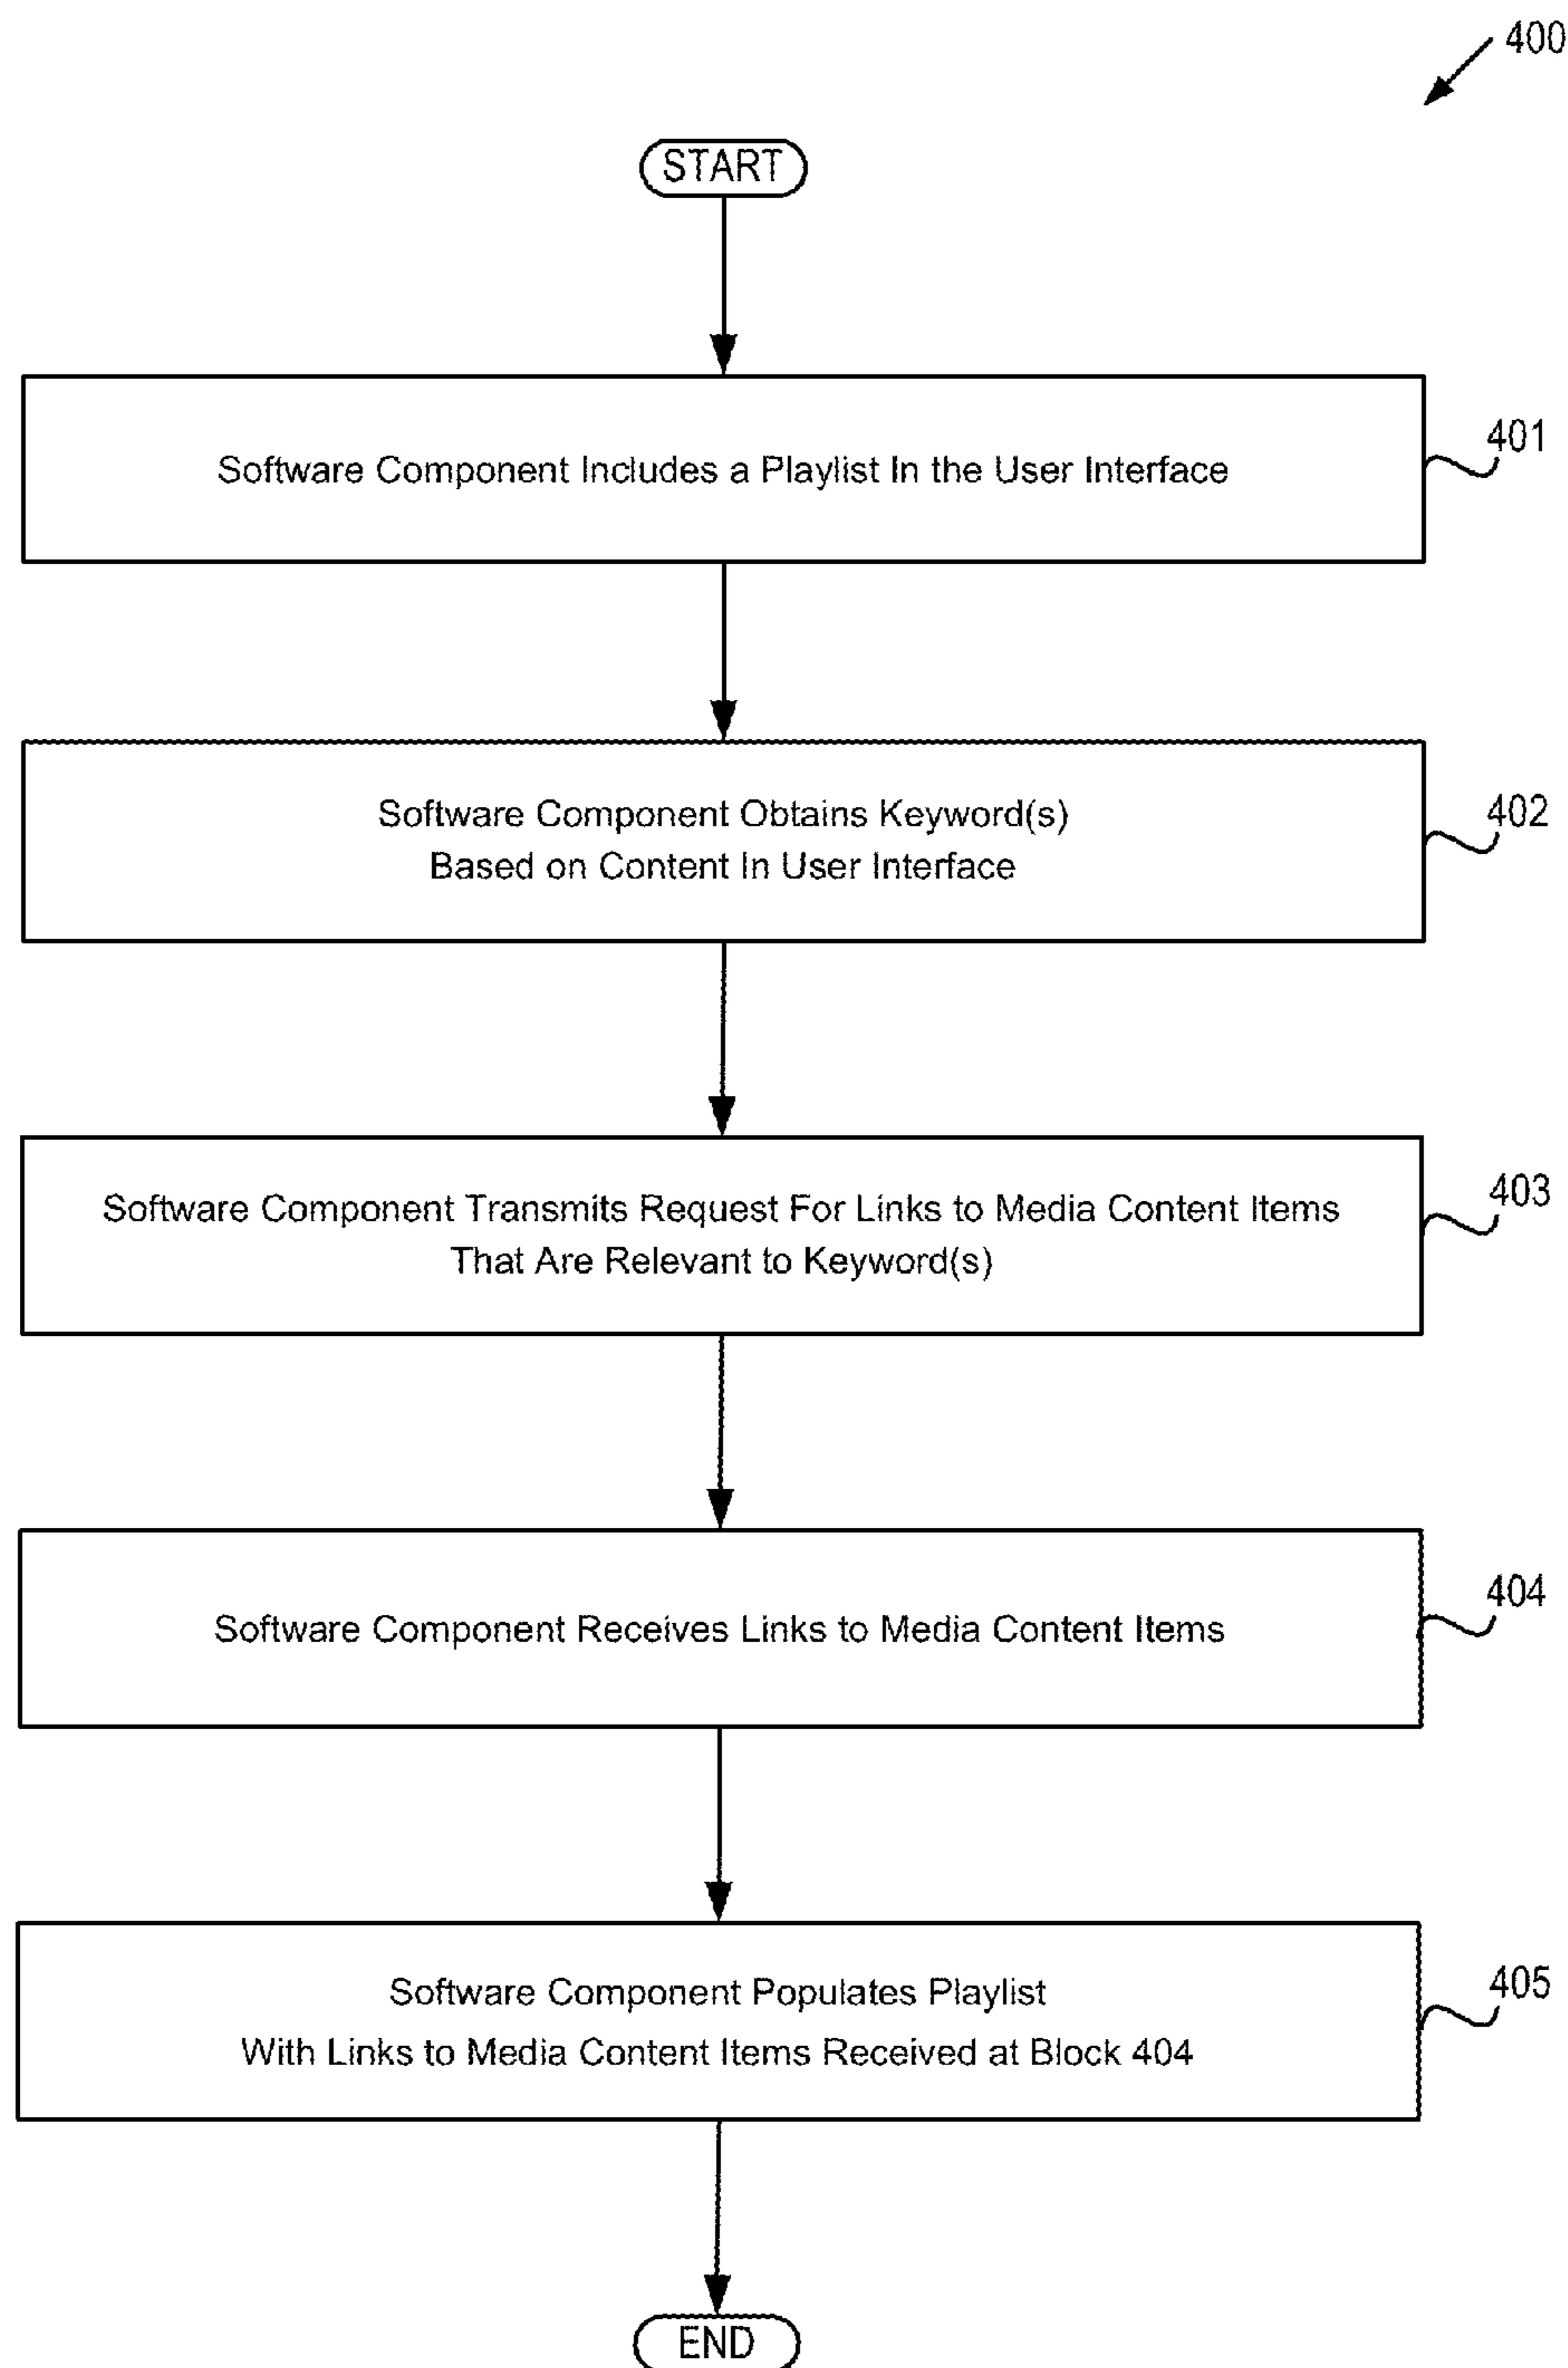 400
START
Software Component Includes a Playlist In the User Interface
401
Software Component Obtains Keyword(s)
Based on Content In User Interface
402
Software Component Transmits Request For Links to Media Content Items
That Are Relevant to Keyword(s)
403
Software Component Receives Links to Media Content Items
404
Software Component Populates Playlist
With Links to Media Content Items Received at Block 404
405
END